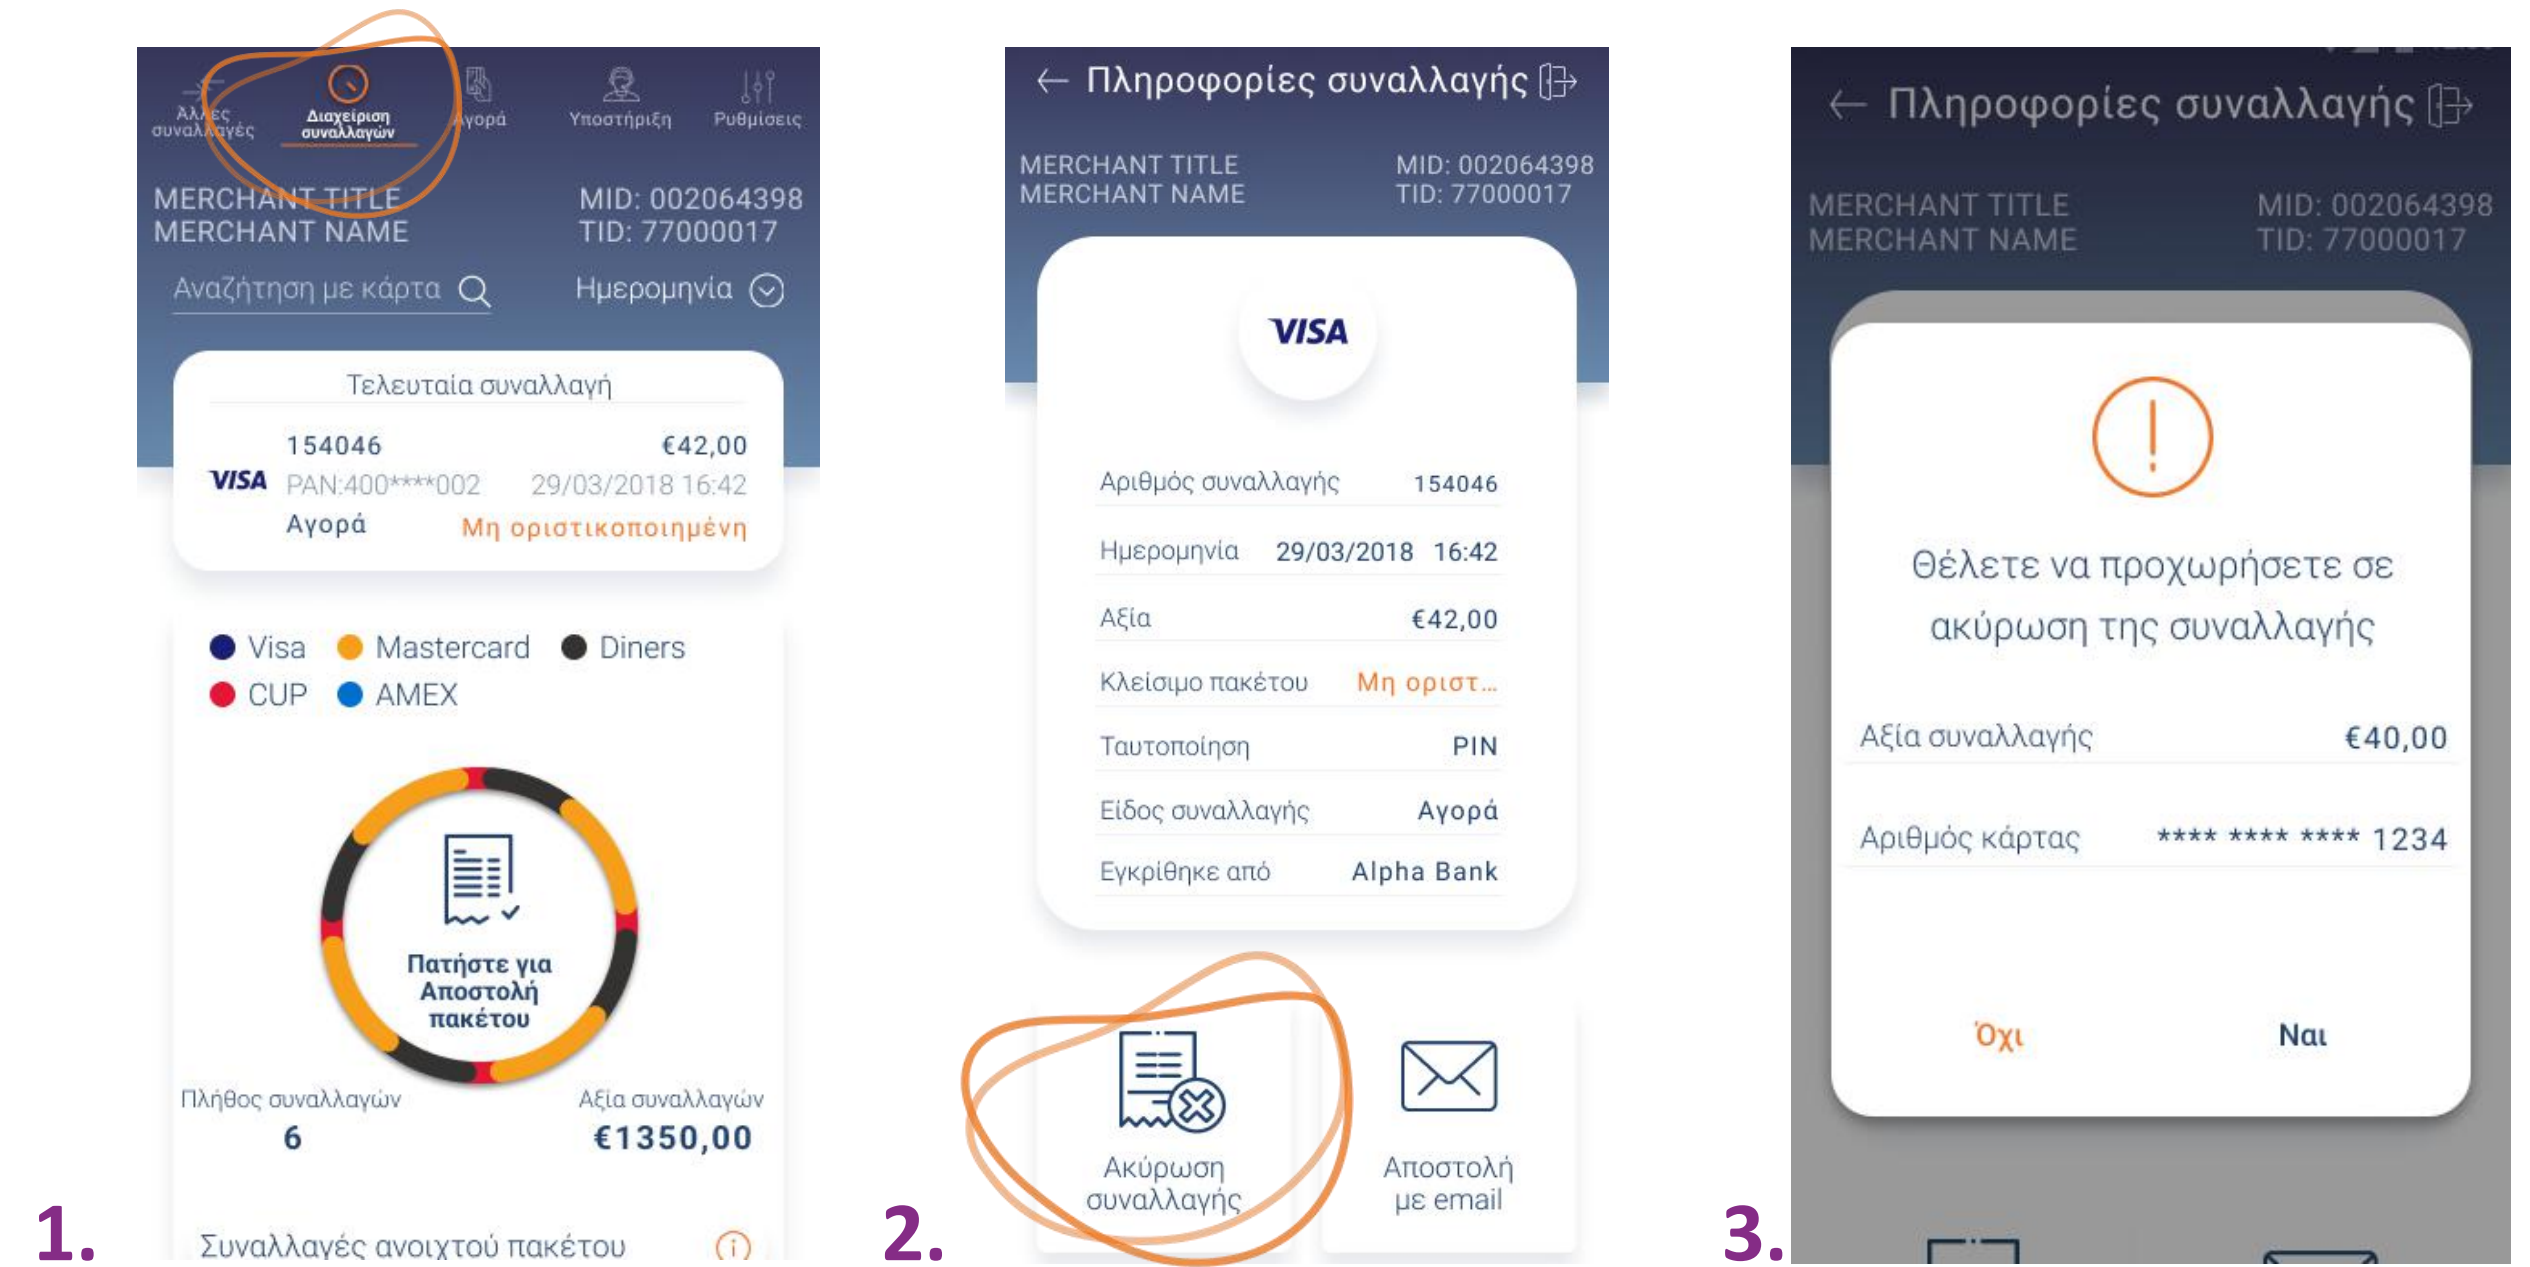 Άλλες
συναλλαγές
Διαχείριση
συναλλαγών
Αγορά
Υποστήριξη
Ρυθμίσεις
MERCHANT TITLE
MID: 002064398
MERCHANT NAME
TID: 77000017
Αναζήτηση με κάρτα
Ημερομηνία
Τελευταία συναλλαγή
154046
€42,00
VISA
PAN:400****002
29/03/2018 16:42
Αγορά
Μη οριστικοποιημένη
Visa
Mastercard
Diners
CUP
AMEX
Πατήστε για
Αποστολή
πακέτου
Πλήθος συναλλαγών
Αξία συναλλαγών
6
€1350,00
Συναλλαγές ανοιχτού πακέτου
1.
← Πληροφορίες συναλλαγής
MERCHANT TITLE
MID: 002064398
MERCHANT NAME
TID: 77000017
VISA
Αριθμός συναλλαγής 154046
Ημερομηνία 29/03/2018 16:42
Αξία €42,00
Κλείσιμο πακέτου Μη οριστ...
Ταυτοποίηση PIN
Είδος συναλλαγής Αγορά
Εγκρίθηκε από Alpha Bank
Ακύρωση
συναλλαγής
Αποστολή
με email
2.
← Πληροφορίες συναλλαγής
MERCHANT TITLE
MID: 002064398
MERCHANT NAME
TID: 77000017
Θέλετε να προχωρήσετε σε
ακύρωση της συναλλαγής
Αξία συναλλαγής €40,00
Αριθμός κάρτας **** **** **** 1234
Όχι
Ναι
3.